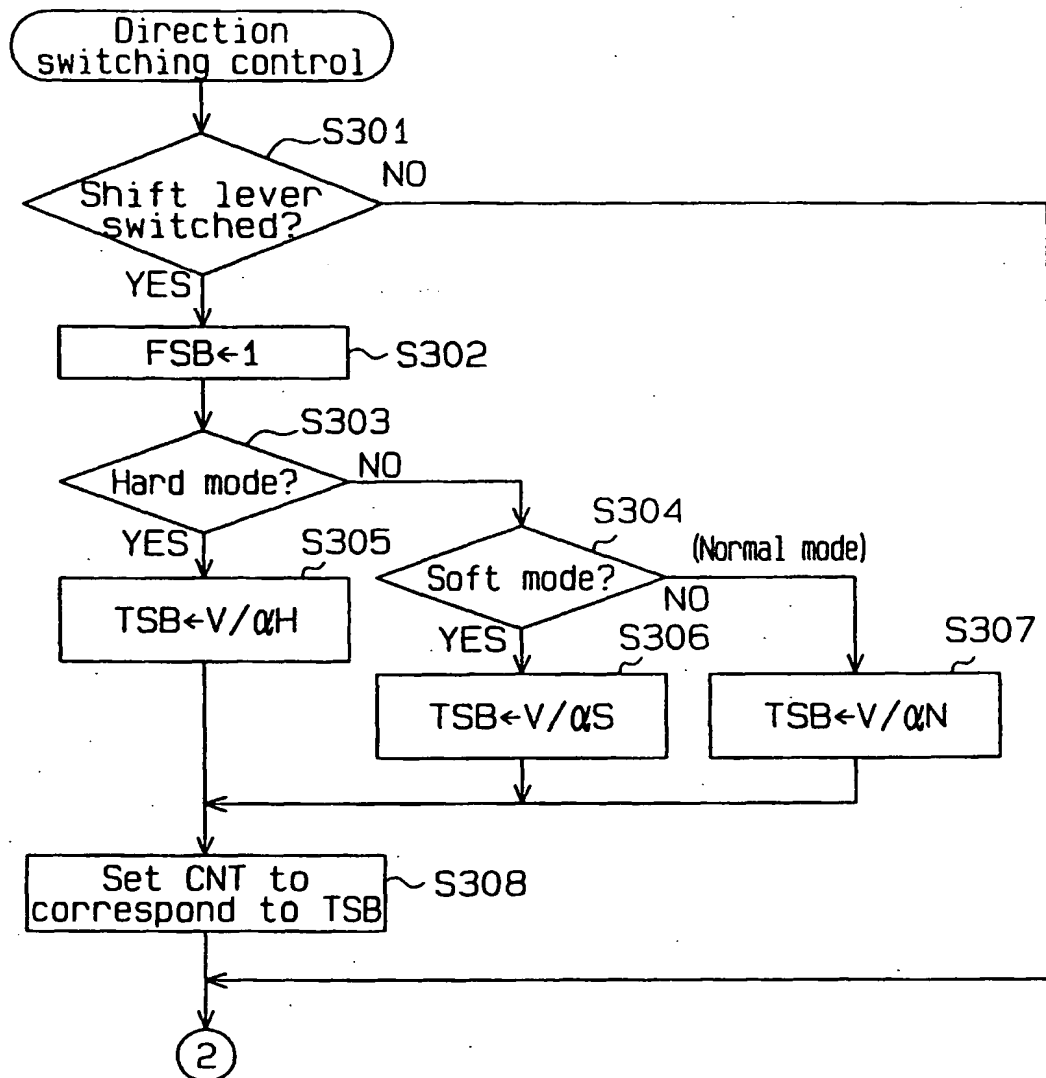 Direction
switching control
S301
NO
Shift lever
switched?
YES
FSB←1
S302
S303
Hard mode?
NO
YES
S304
Soft mode?
(Normal mode)
NO
YES
S305
TSB←V/αH
S306
TSB←V/αS
S307
TSB←V/αN
Set CNT to
correspond to TSB
S308
2